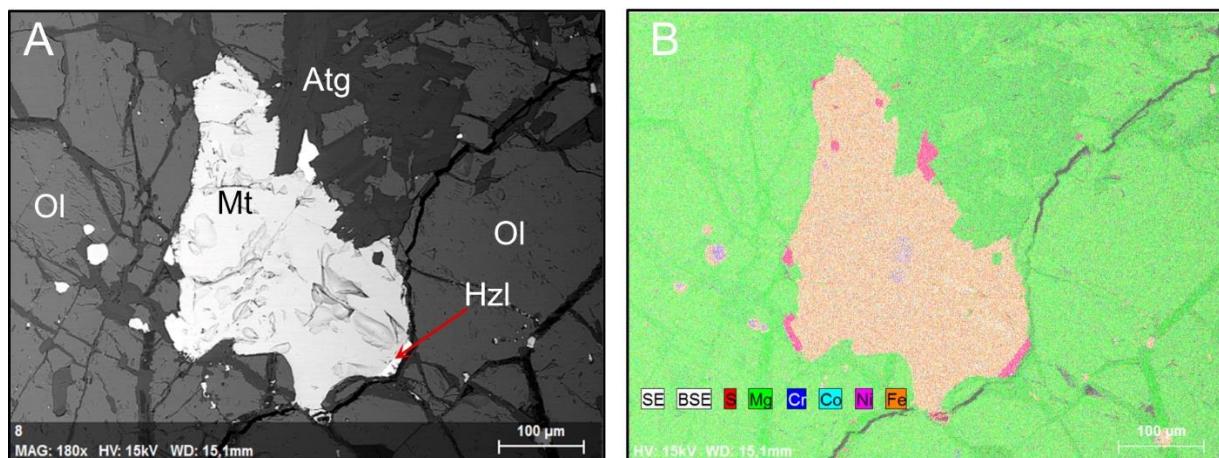 A
Atg
Ol
Mt
Ol
Hzl
8
MAG: 180x HV: 15kV WD: 15,1mm
100 µm
B
SE BSE S Mg Cr Co Ni Fe
HV: 15kV WD: 15,1mm
100 µm